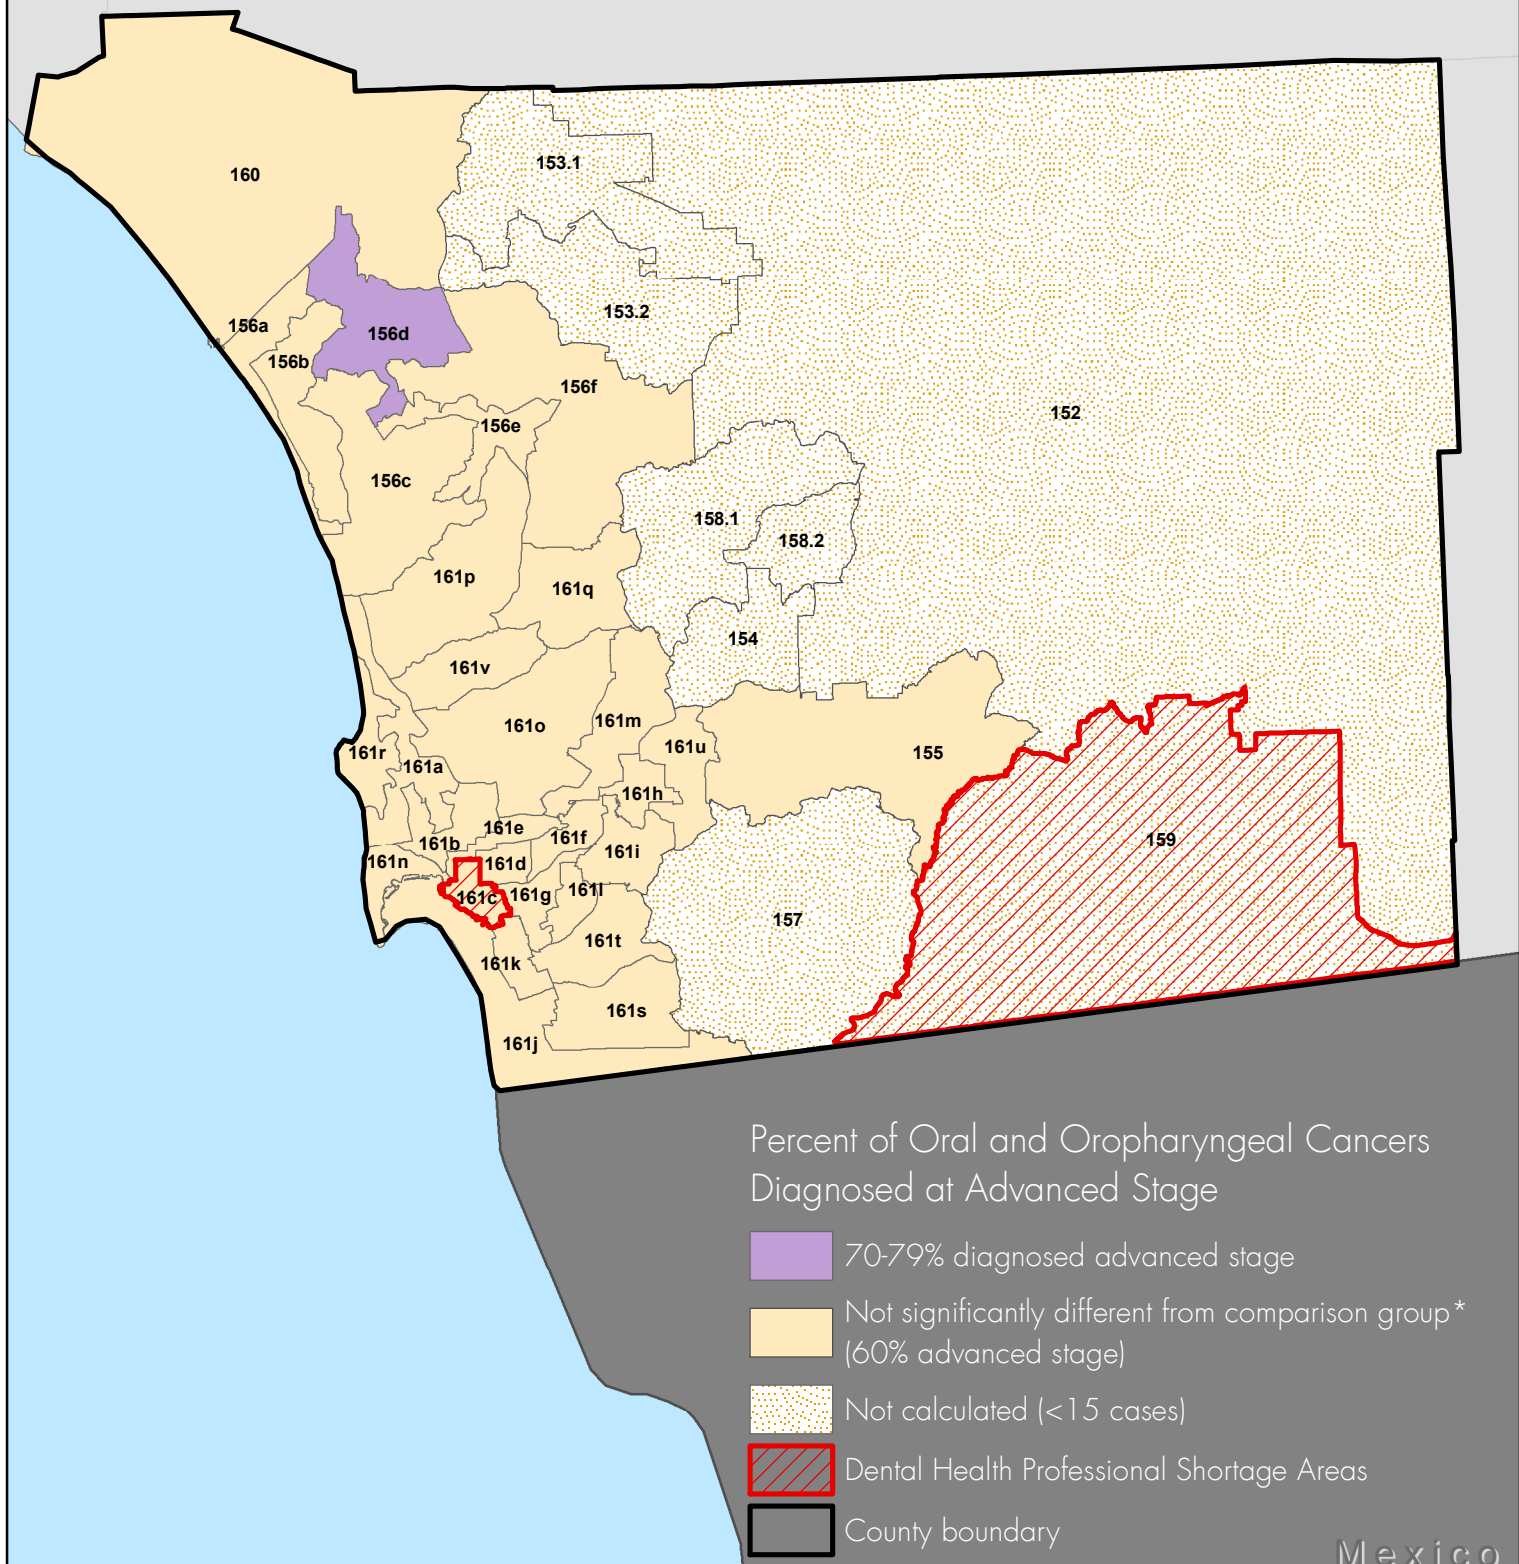 160
153.1
153.2
156a
156d
156b
156f
152
156e
156c
158.1
158.2
161p
161q
154
161v
161m
161o
161u
155
161r
161a
161h
161e
161f
159
161b
161i
161n
161d
161l
161c
161g
157
161t
161k
161s
161j
Percent of Oral and Oropharyngeal Cancers
Diagnosed at Advanced Stage
70-79% diagnosed advanced stage
Not significantly different from comparison group*
(60% advanced stage)
Not calculated (<15 cases)
Dental Health Professional Shortage Areas
County boundary
Mexico